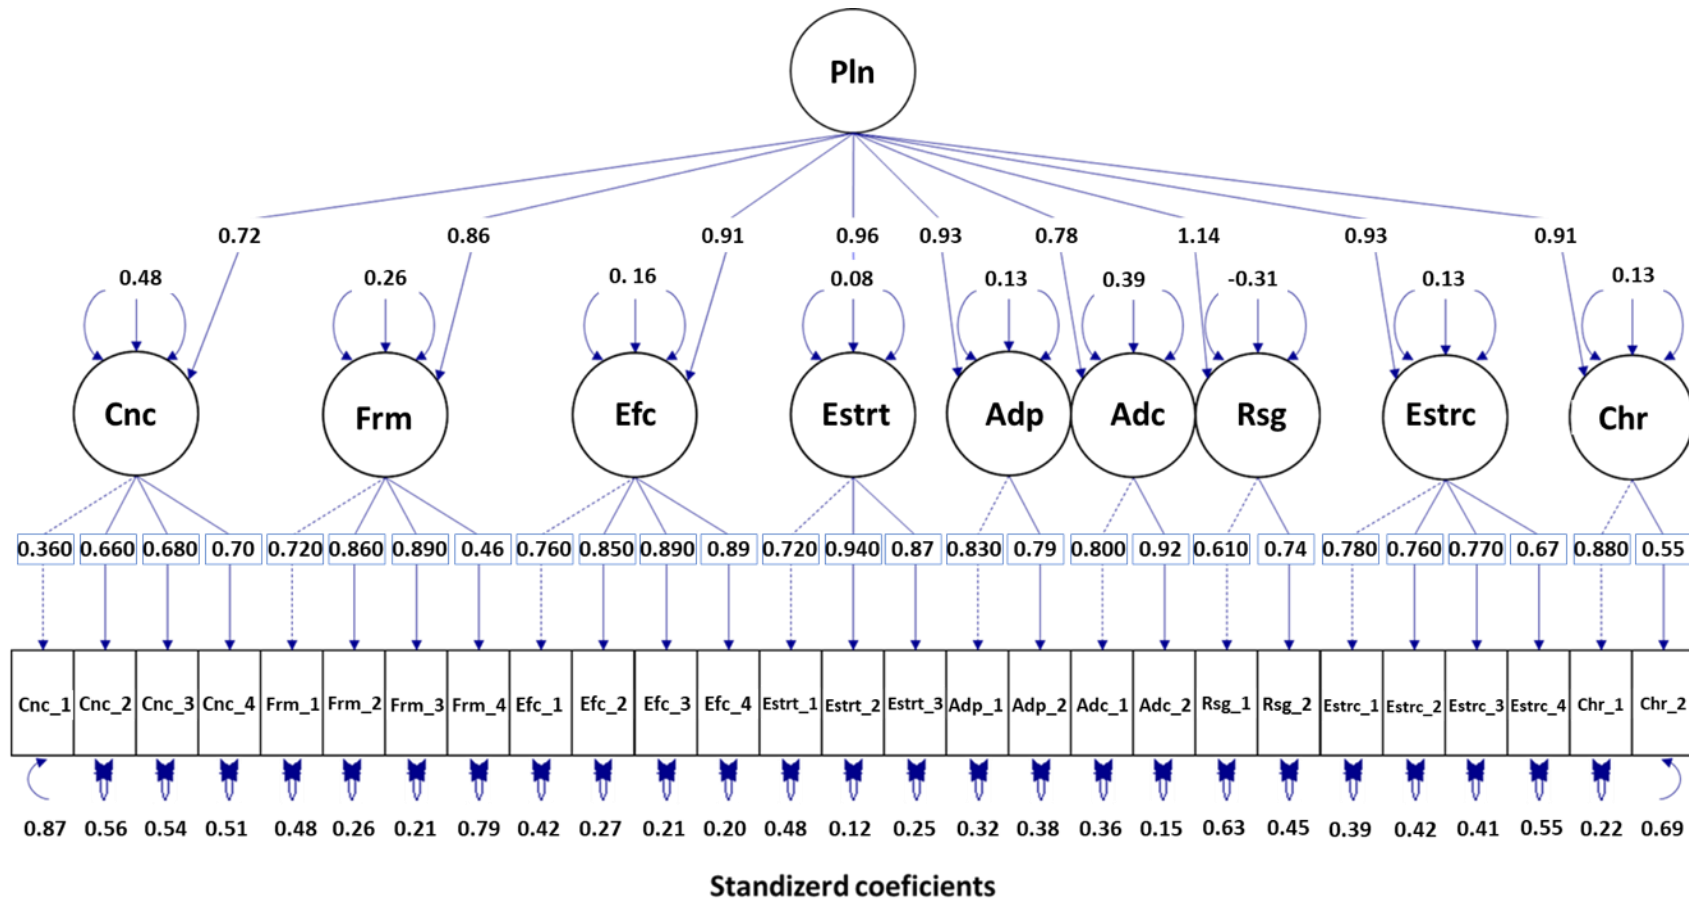 Pln
0.72 0.86 0.91 0.96 0.93 0.78 1.14 0.93 0.91
0.48 0.26 0. 16 0.08 0.13 0.39 -0.31 0.13 0.13
Cnc Frm Efc Estrt Adp Adc Rsg Estrc Chr
0.360 0.660 0.680 0.70 0.720 0.860 0.890 0.46 0.760 0.850 0.890 0.89 0.720 0.940 0.87 0.830 0.79 0.800 0.92 0.610 0.74 0.780 0.760 0.770 0.67 0.880 0.55
Cnc_1 Cnc_2 Cnc_3 Cnc_4 Frm_1 Frm_2 Frm_3 Frm_4 Efc_1 Efc_2 Efc_3 Efc_4 Estrt_1 Estrt_2 Estrt_3 Adp_1 Adp_2 Adc_1 Adc_2 Rsg_1 Rsg_2 Estrc_1 Estrc_2 Estrc_3 Estrc_4 Chr_1 Chr_2
0.87 0.56 0.54 0.51 0.48 0.26 0.21 0.79 0.42 0.27 0.21 0.20 0.48 0.12 0.25 0.32 0.38 0.36 0.15 0.63 0.45 0.39 0.42 0.41 0.55 0.22 0.69
Standizerd coeficients